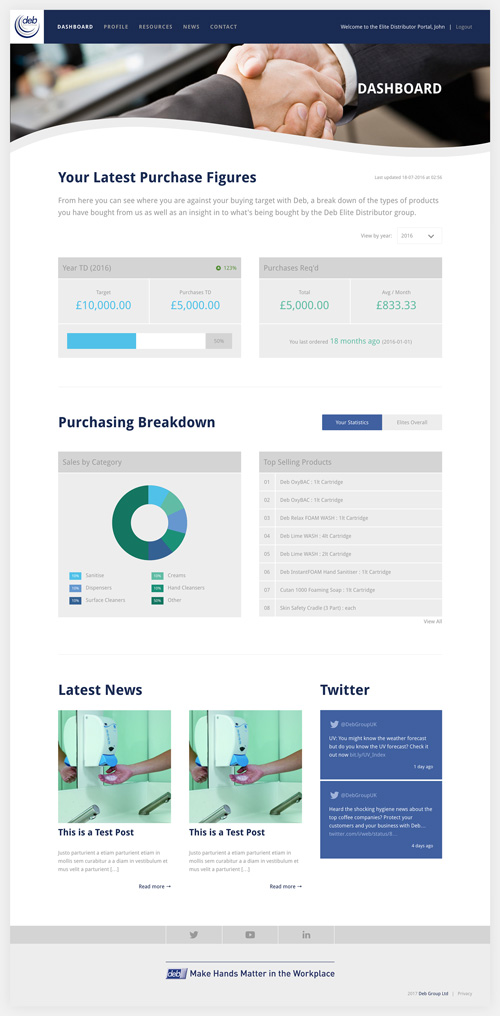 deb
DASHBOARD PROFILE RESOURCES NEWS CONTACT
Welcome to the Elite Distributor Portal, John | Logout
DASHBOARD
Your Latest Purchase Figures
Last updated 18-07-2016 at 02:56
From here you can see where you are against your buying target with Deb, a break down of the types of products
you have bought from us as well as an insight in to what's being bought by the Deb Elite Distributor group.
View by year: 2016
Year TD (2016) 123%
Target Purchases TD
£10,000.00 £5,000.00
50%
Purchases Req'd
Total Avg / Month
£5,000.00 £833.33
You last ordered 18 months ago (2016-01-01)
Purchasing Breakdown
Your Statistics Elites Overall
Sales by Category
10% Sanitise 10% Creams
10% Dispensers 10% Hand Cleansers
10% Surface Cleaners 50% Other
Top Selling Products
01 Deb OxyBAC : 1lt Cartridge
02 Deb OxyBAC : 1lt Cartridge
03 Deb Relax FOAM WASH : 1lt Cartridge
04 Deb Lime WASH : 4lt Cartridge
05 Deb Lime WASH : 2lt Cartridge
06 Deb InstantFOAM Hand Sanitiser : 1lt Cartridge
07 Cutan 1000 Foaming Soap : 1lt Cartridge
08 Skin Safety Cradle (3 Part) : each
View All
Latest News
This is a Test Post
Justo parturient a etiam parturient etiam in
mollis sem curabitur a a diam in vestibulum et
mus velit a parturient [...]
Read more →
This is a Test Post
Justo parturient a etiam parturient etiam in
mollis sem curabitur a a diam in vestibulum et
mus velit a parturient [...]
Read more →
Twitter
@DebGroupUK
UV: You might know the weather forecast
but do you know the UV forecast? Check it
out now bit.ly/UV_Index
1 day ago
@DebGroupUK
Heard the shocking hygiene news about the
top coffee companies? Protect your
customers and your business with Deb...
twitter.com/i/web/status/8...
4 days ago
deb Make Hands Matter in the Workplace
2017 Deb Group Ltd | Privacy